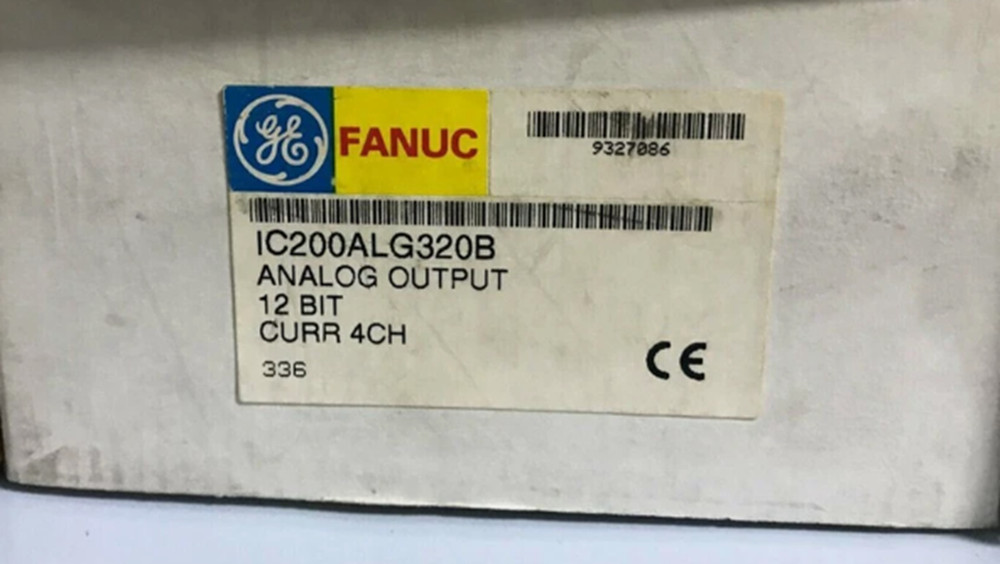 GE FANUC
9327086
IC200ALG320B
ANALOG OUTPUT
12 BIT
CURR 4CH
336
CE